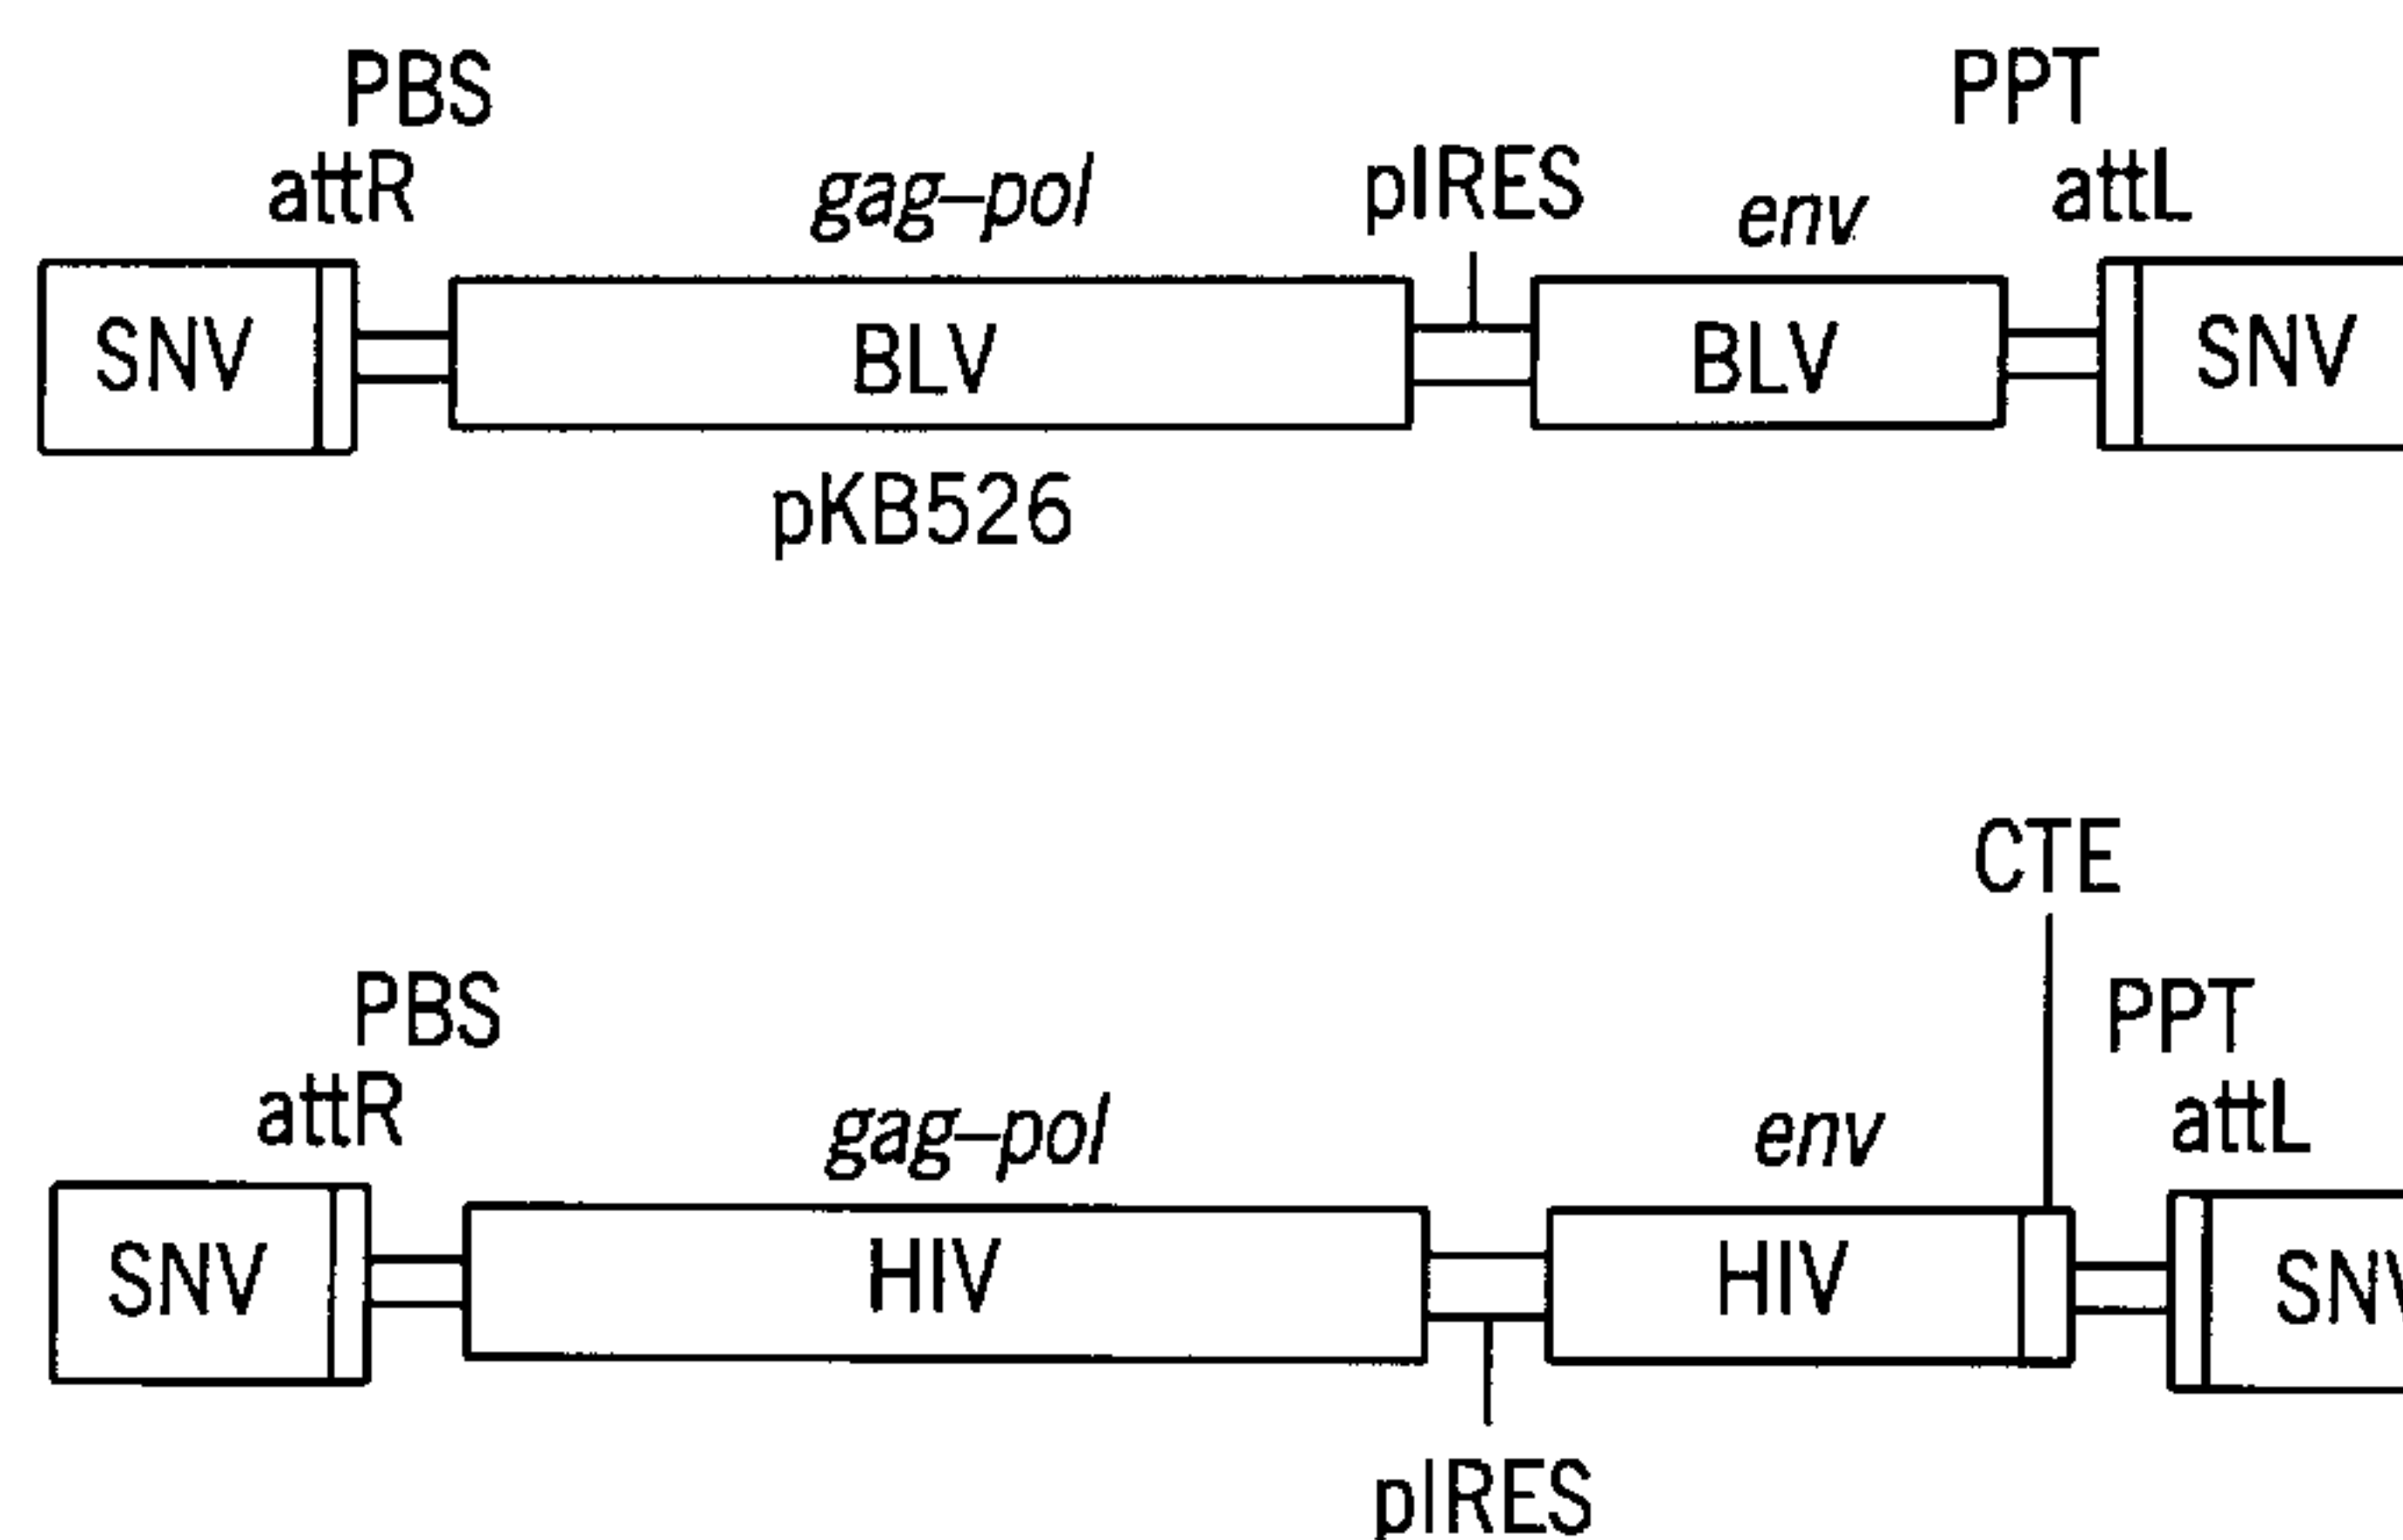 PBS PPT
attR gag–pol pIRES env attL
SNV BLV BLV SNV
pKB526
CTE
PBS PPT
attR gag–pol env attL
SNV HIV HIV SNV
pIRES